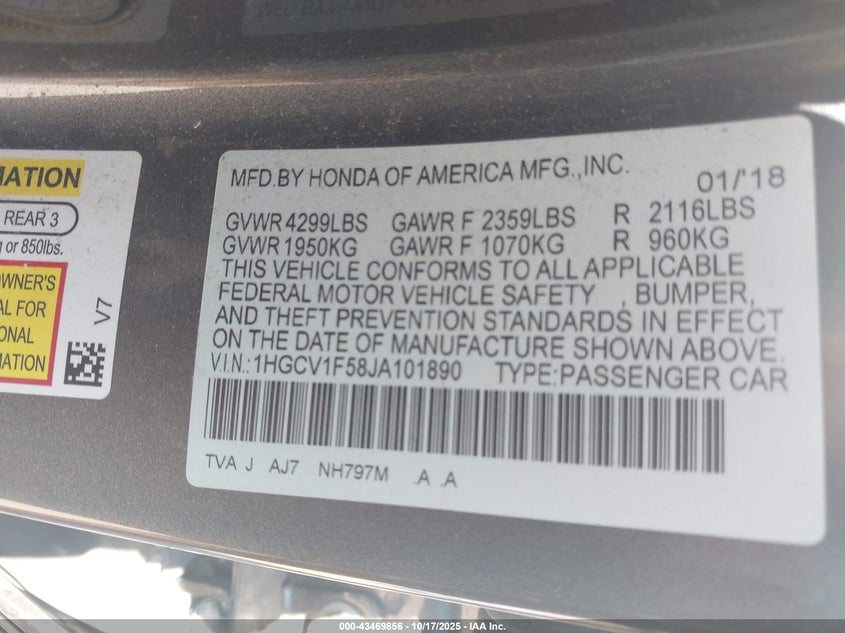 MATION
REAR 3
g or 850lbs.
OWNER'S
AL FOR
ONAL
MATION
V7
MFD.BY HONDA OF AMERICA MFG.,INC.
01/'18
GVWR 4299LBS GAWR F 2359LBS R 2116LBS
GVWR 1950KG GAWR F 1070KG R 960KG
THIS VEHICLE CONFORMS TO ALL APPLICABLE
FEDERAL MOTOR VEHICLE SAFETY , BUMPER,
AND THEFT PREVENTION STANDARDS IN EFFECT
ON THE DATE OF MANUFACTURE SHOWN ABOVE.
V.I.N.:1HGCV1F58JA101890 TYPE:PASSENGER CAR
TVA J AJ7 NH797M .A .A
000-43469856 - 10/17/2025 - IAA Inc.